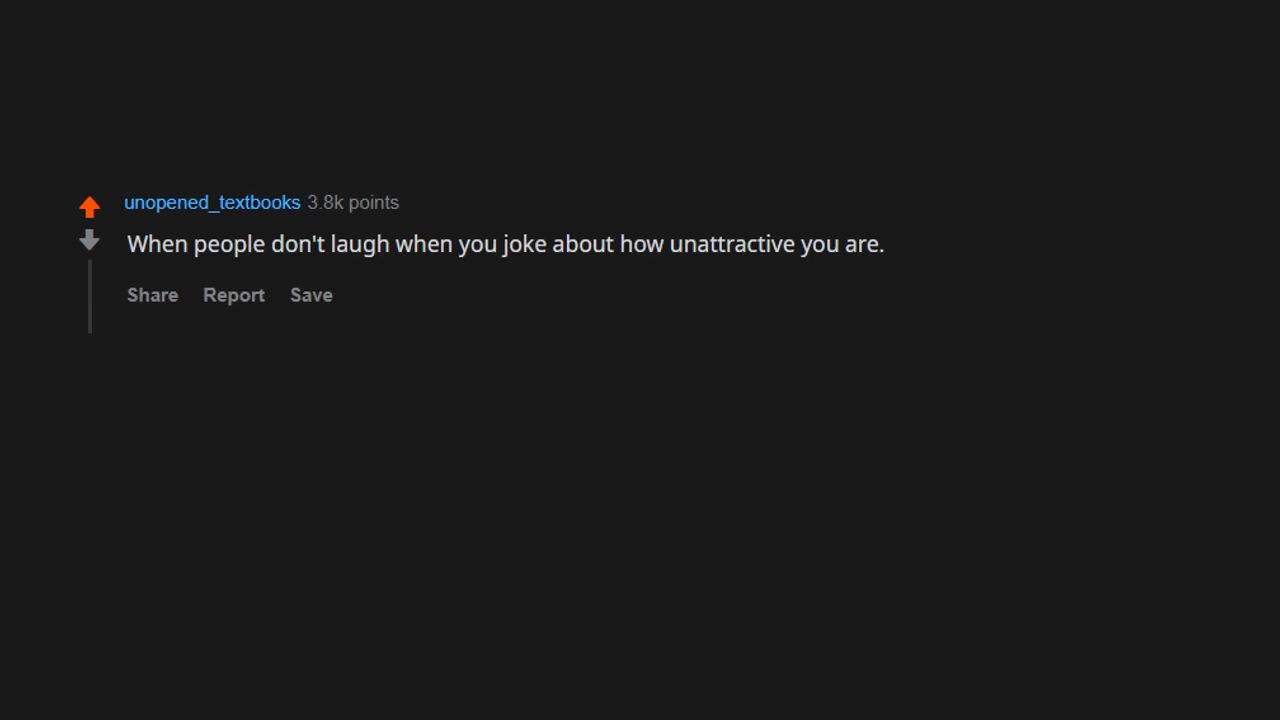 unopened_textbooks 3.8k points
When people don't laugh when you joke about how unattractive you are.
Share Report Save